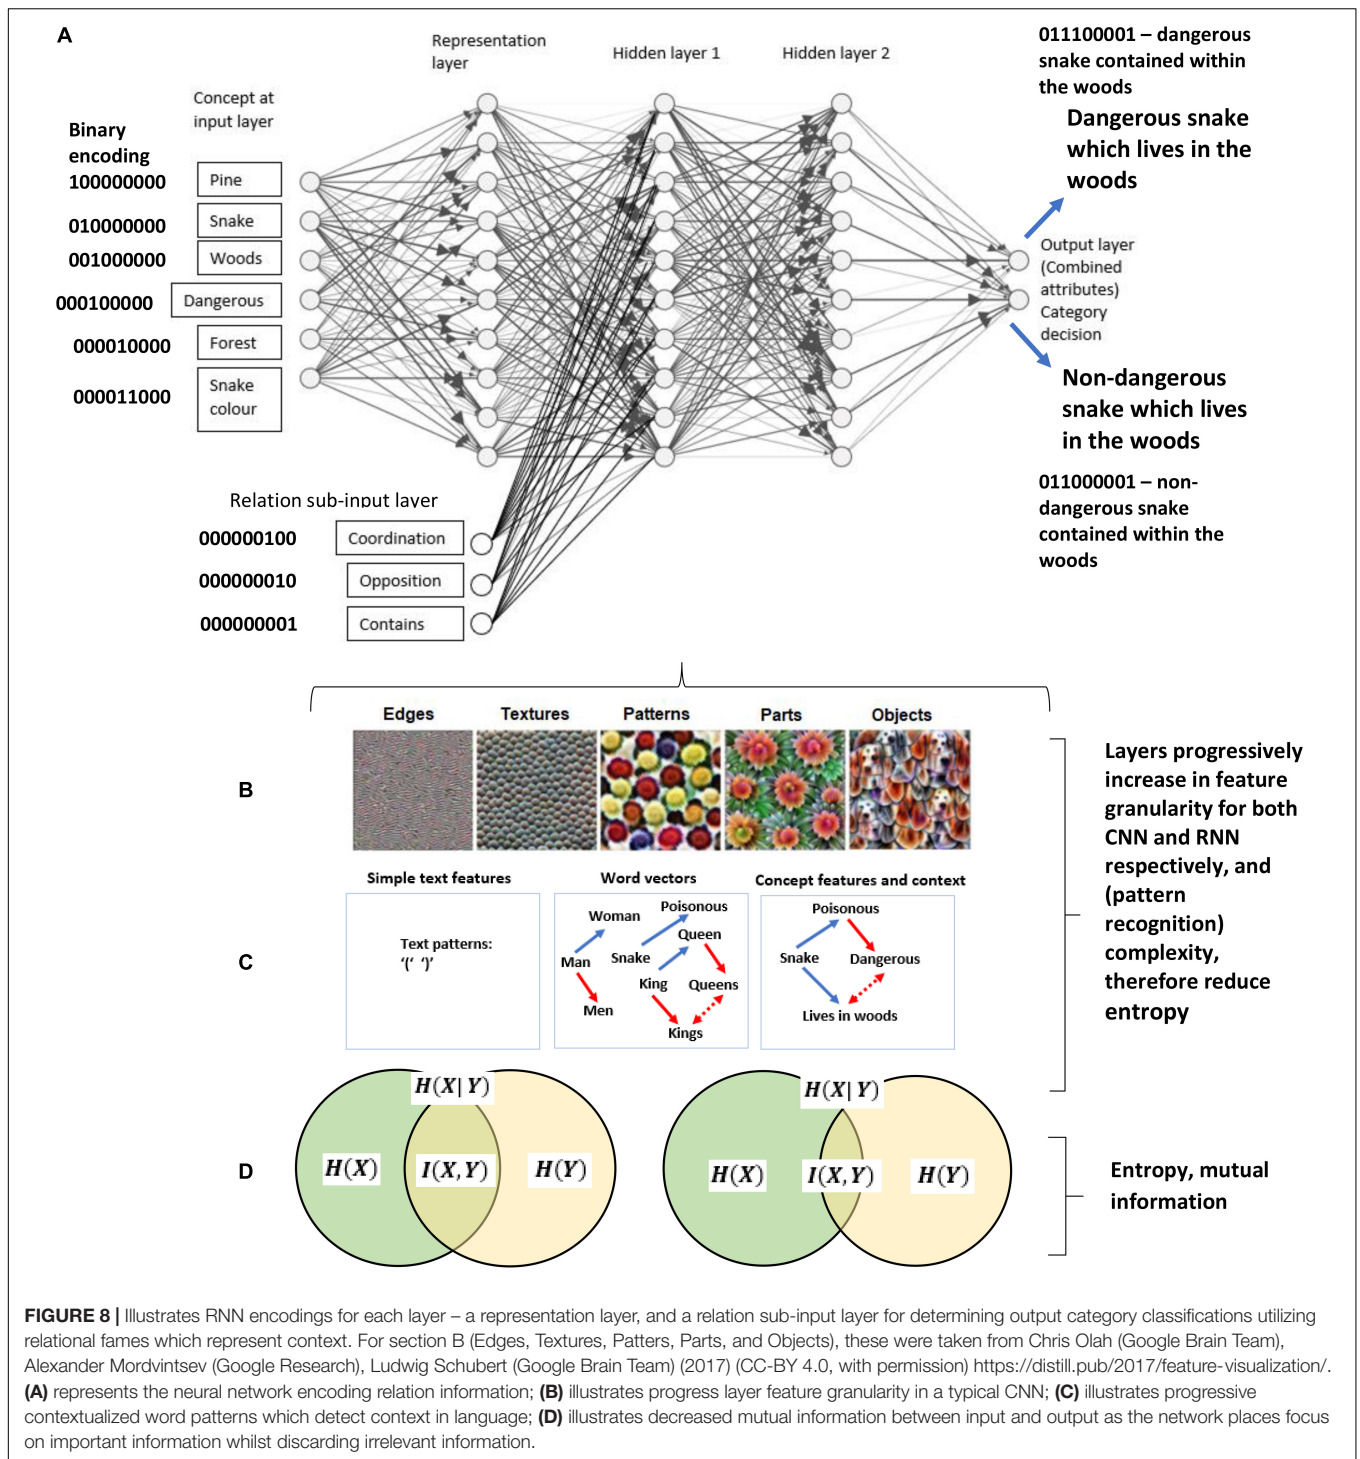 A
Representation
layer
Hidden layer 1
Hidden layer 2
011100001 – dangerous
snake contained within
the woods
Dangerous snake
which lives in the
woods
Concept at
input layer
Binary
encoding
100000000
Pine
010000000
Snake
001000000
Woods
000100000
Dangerous
000010000
Forest
000011000
Snake
colour
Output layer
(Combined
attributes)
Category
decision
Non-dangerous
snake which lives
in the woods
011000001 – non-
dangerous snake
contained within the
woods
Relation sub-input layer
000000100
Coordination
000000010
Opposition
000000001
Contains
Edges
Textures
Patterns
Parts
Objects
B
Layers progressively
increase in feature
granularity for both
CNN and RNN
respectively, and
(pattern
recognition)
complexity,
therefore reduce
entropy
Simple text features
Word vectors
Concept features and context
C
Text patterns:
‘(‘ ‘)’
Woman
Poisonous
Queen
Man
Snake
King
Queens
Men
Kings
Poisonous
Snake
Dangerous
Lives in woods
D
H(X|Y)
H(X)
I(X,Y)
H(Y)
H(X|Y)
H(X)
I(X,Y)
H(Y)
Entropy, mutual
information
FIGURE 8 | Illustrates RNN encodings for each layer – a representation layer, and a relation sub-input layer for determining output category classifications utilizing
relational fames which represent context. For section B (Edges, Textures, Patters, Parts, and Objects), these were taken from Chris Olah (Google Brain Team),
Alexander Mordvintsev (Google Research), Ludwig Schubert (Google Brain Team) (2017) (CC-BY 4.0, with permission) https://distill.pub/2017/feature-visualization/.
(A) represents the neural network encoding relation information; (B) illustrates progress layer feature granularity in a typical CNN; (C) illustrates progressive
contextualized word patterns which detect context in language; (D) illustrates decreased mutual information between input and output as the network places focus
on important information whilst discarding irrelevant information.